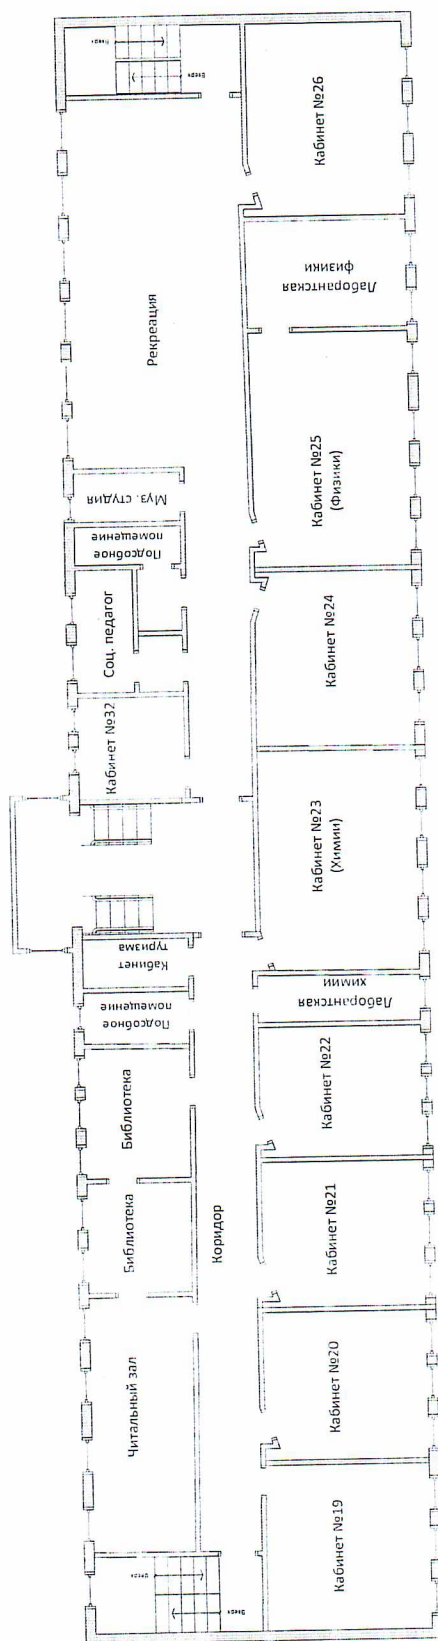 Вверх
Вверх
Кабинет №26
Лаборантская
физики
Рекреация
Кабинет №25
(Физики)
Муз. студия
Подсобное
помещение
Соц. педагог
Кабинет №24
Кабинет №32
Кабинет №23
(Химии)
Кабинет
туризма
Лаборантская
химии
Подсобное
помещение
Кабинет №22
Библиотека
Кабинет №21
Библиотека
Коридор
Кабинет №20
Читальный зал
Кабинет №19
Вверх
Вверх